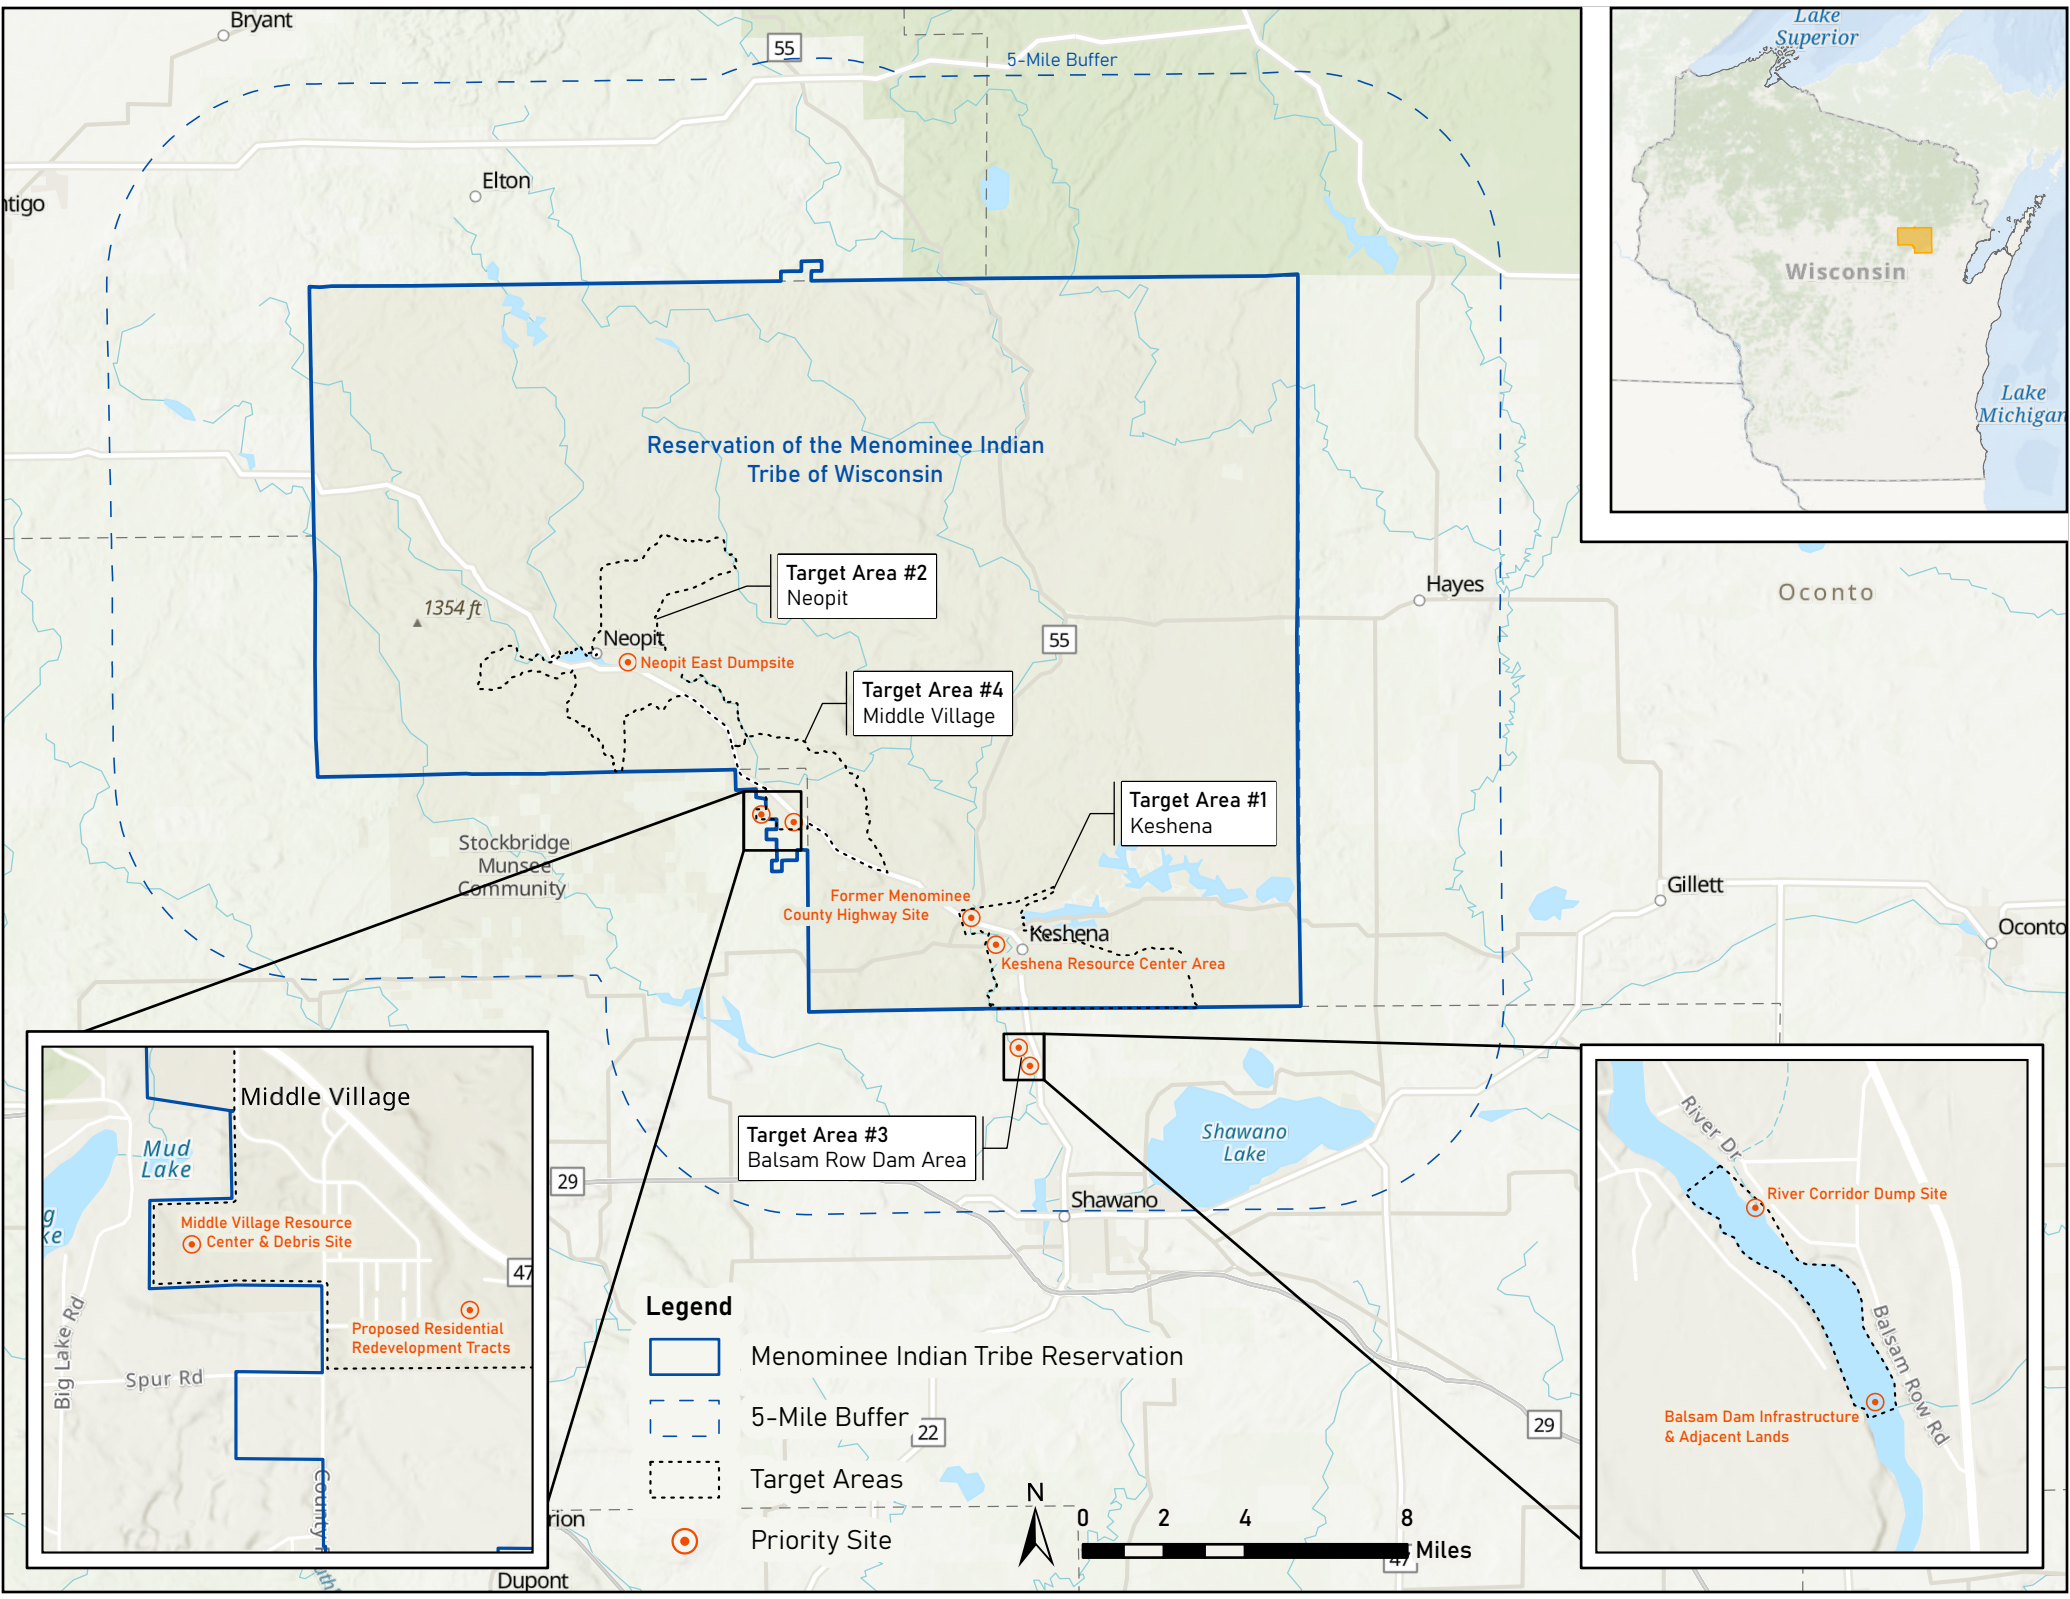 Bryant
55
5-Mile Buffer
Lake
Superior
Elton
ntigo
Wisconsin
Lake
Michigan
Reservation of the Menominee Indian
Tribe of Wisconsin
Target Area #2
Neopit
Hayes
Oconto
1354 ft
Neopit
55
Neopit East Dumpsite
Target Area #4
Middle Village
Target Area #1
Keshena
Stockbridge
Munsee
Community
Gillett
Former Menominee
County Highway Site
Keshena
Oconto
Keshena Resource Center Area
Middle Village
Mud
Lake
g
ke
Middle Village Resource
Center & Debris Site
47
Proposed Residential
Redevelopment Tracts
Big Lake Rd
Spur Rd
County
Target Area #3
Balsam Row Dam Area
Shawano
Lake
29
Shawano
River Dr
River Corridor Dump Site
Balsam Row Rd
Balsam Dam Infrastructure
& Adjacent Lands
Legend
Menominee Indian Tribe Reservation
5-Mile Buffer
22
29
Target Areas
Priority Site
N
0 2 4 8
Miles
47
rion
Dupont